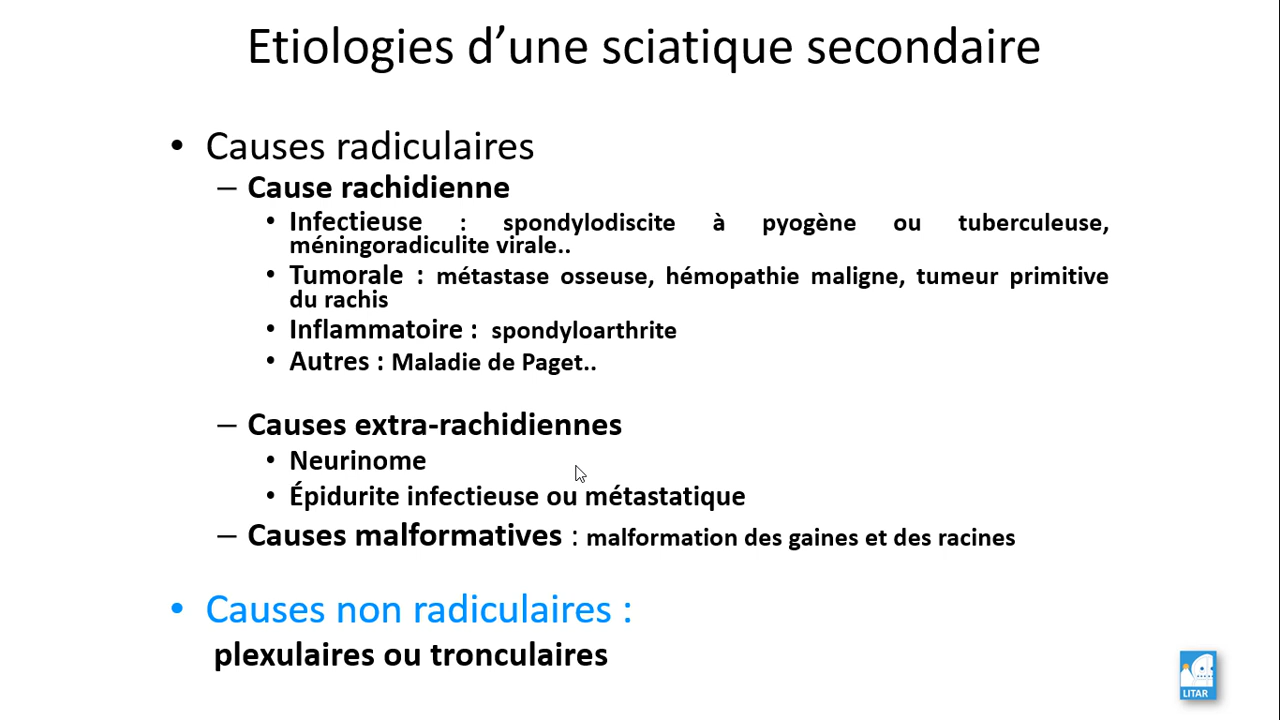 Etiologies d’une sciatique secondaire
• Causes radiculaires
– Cause rachidienne
• Infectieuse : spondylodiscite à pyogène ou tuberculeuse,
méningoradiculite virale..
• Tumorale : métastase osseuse, hémopathie maligne, tumeur primitive
du rachis
• Inflammatoire : spondyloarthrite
• Autres : Maladie de Paget..
– Causes extra-rachidiennes
• Neurinome
• Épidurite infectieuse ou métastatique
– Causes malformatives : malformation des gaines et des racines
• Causes non radiculaires :
plexulaires ou tronculaires
LITAR